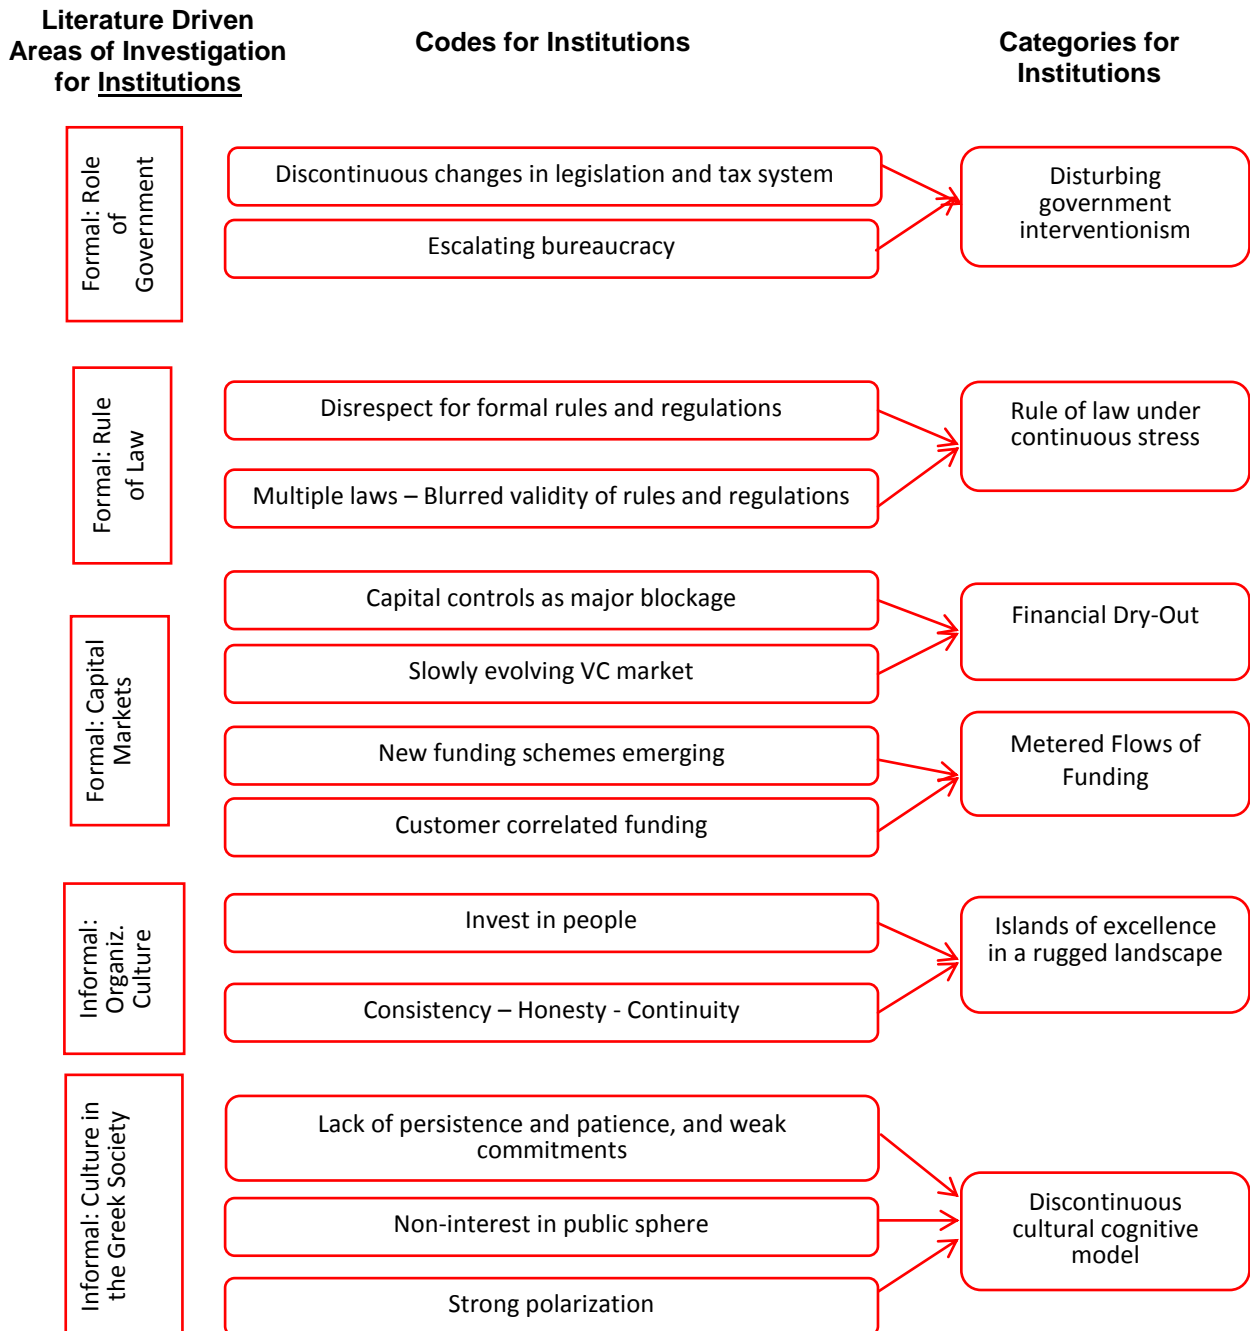 Literature Driven
Areas of Investigation
for Institutions
Codes for Institutions
Categories for
Institutions
Formal: Role
of
Government
Discontinuous changes in legislation and tax system
Escalating bureaucracy
Disturbing
government
interventionism
Formal: Rule
of Law
Disrespect for formal rules and regulations
Multiple laws – Blurred validity of rules and regulations
Rule of law under
continuous stress
Formal: Capital
Markets
Capital controls as major blockage
Slowly evolving VC market
Financial Dry-Out
New funding schemes emerging
Customer correlated funding
Metered Flows of
Funding
Informal:
Organiz.
Culture
Invest in people
Consistency – Honesty - Continuity
Islands of excellence
in a rugged landscape
Informal: Culture in
the Greek Society
Lack of persistence and patience, and weak
commitments
Non-interest in public sphere
Strong polarization
Discontinuous
cultural cognitive
model